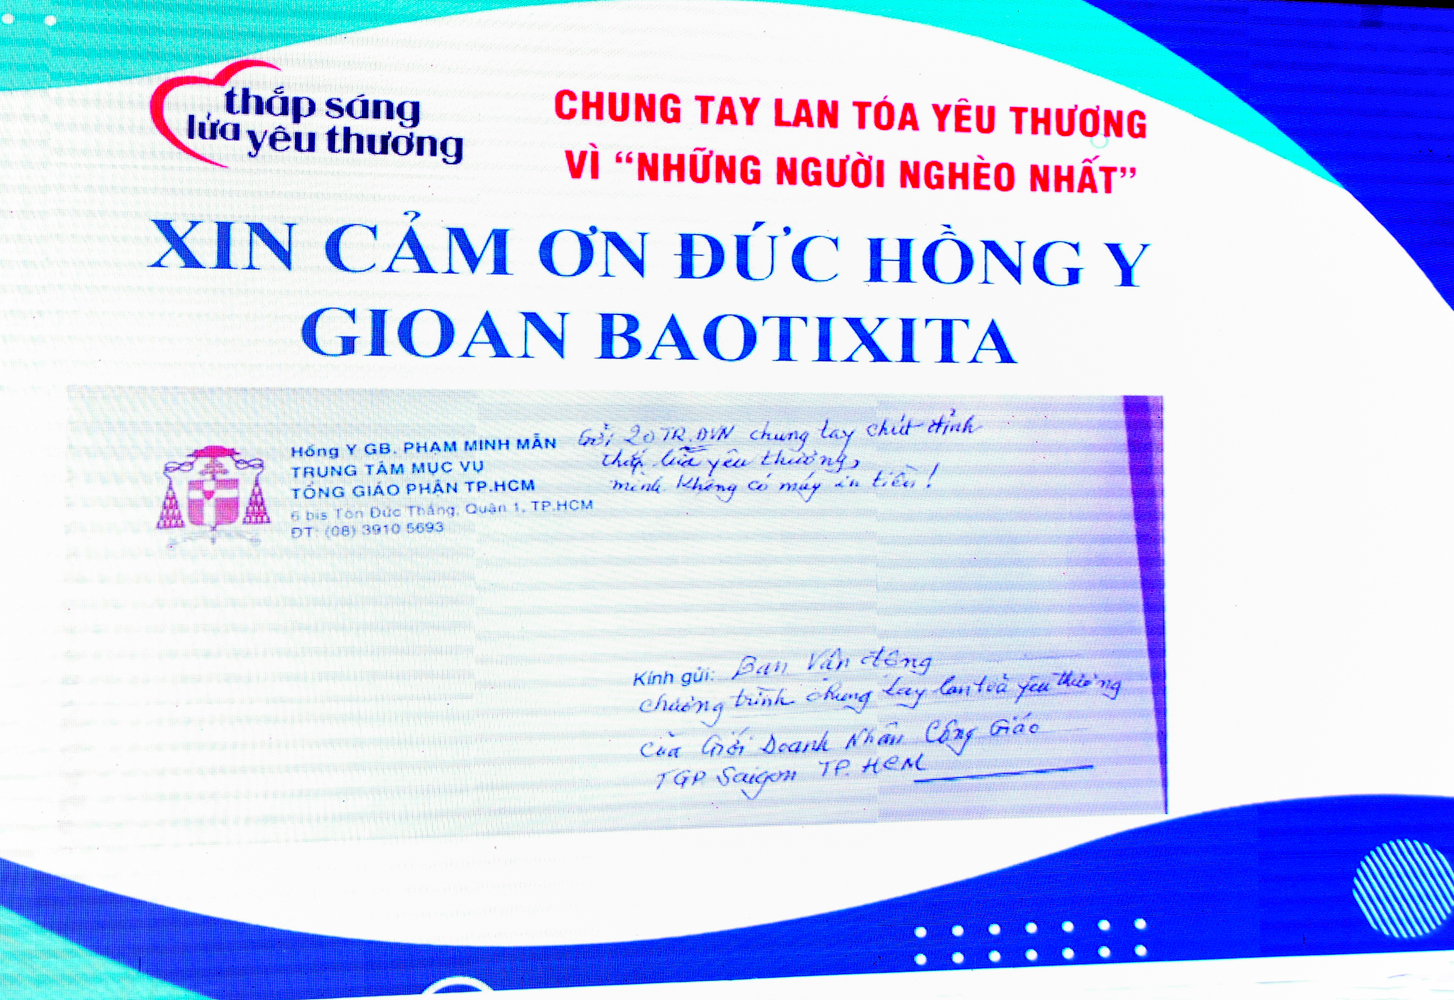 thắp sáng
lửa yêu thương
CHUNG TAY LAN TỎA YÊU THƯƠNG
VÌ “NHỮNG NGƯỜI NGHÈO NHẤT”
XIN CẢM ƠN ĐỨC HỒNG Y
GIOAN BAOTIXITA
Hồng Y GB. PHẠM MINH MẪN
TRUNG TÂM MỤC VỤ
TỔNG GIÁO PHẬN TP.HCM
6 bis Tôn Đức Thắng, Quận 1, TP.HCM
ĐT: (08) 3910 5693
Gởi 20 TR.ĐVN chung tay chút đỉnh
thắp lửa yêu thương,
mình không có máy in tiền!
Kính gửi: Ban Vận động
chương trình chung tay lan toả yêu thương
của Giới Doanh Nhân Công Giáo
TGP Saigon TP. HCM